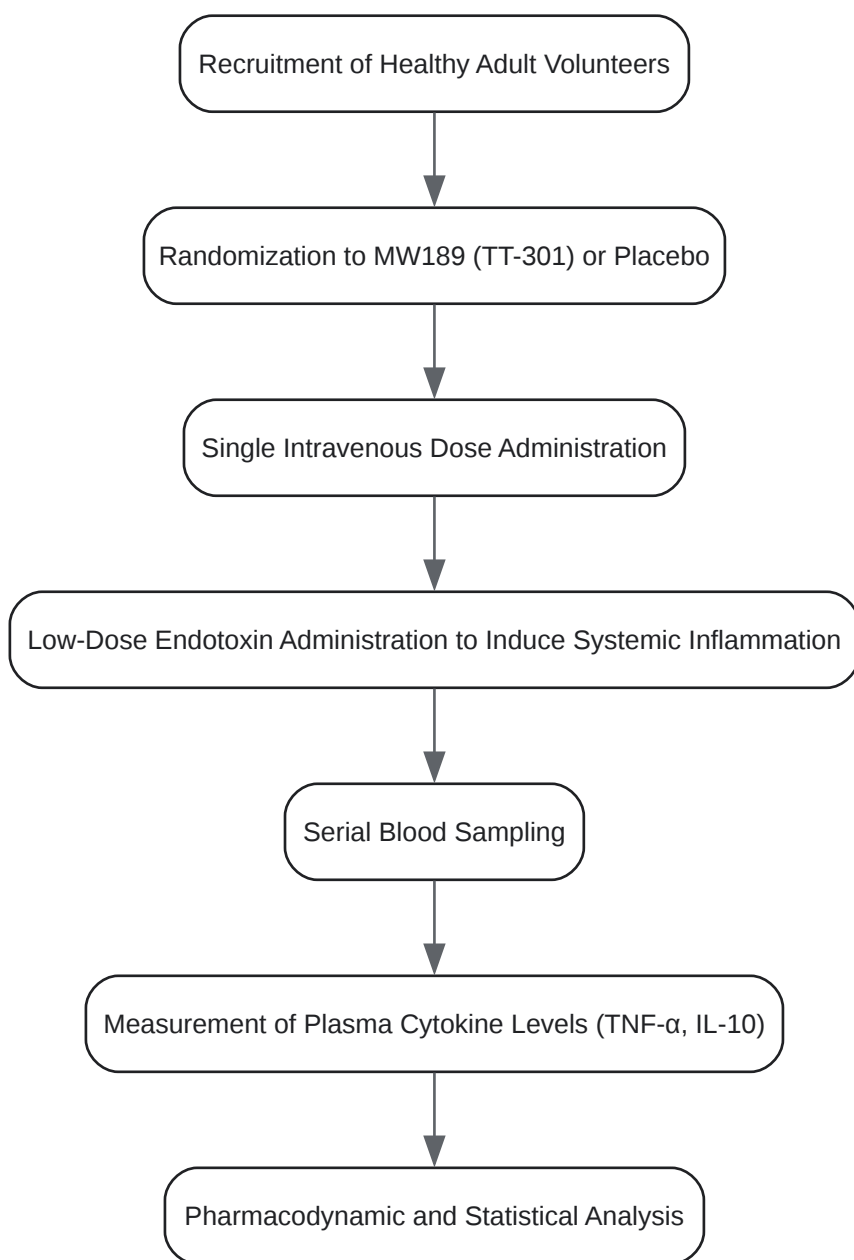 Recruitment of Healthy Adult Volunteers
Randomization to MW189 (TT-301) or Placebo
Single Intravenous Dose Administration
Low-Dose Endotoxin Administration to Induce Systemic Inflammation
Serial Blood Sampling
Measurement of Plasma Cytokine Levels (TNF-α, IL-10)
Pharmacodynamic and Statistical Analysis